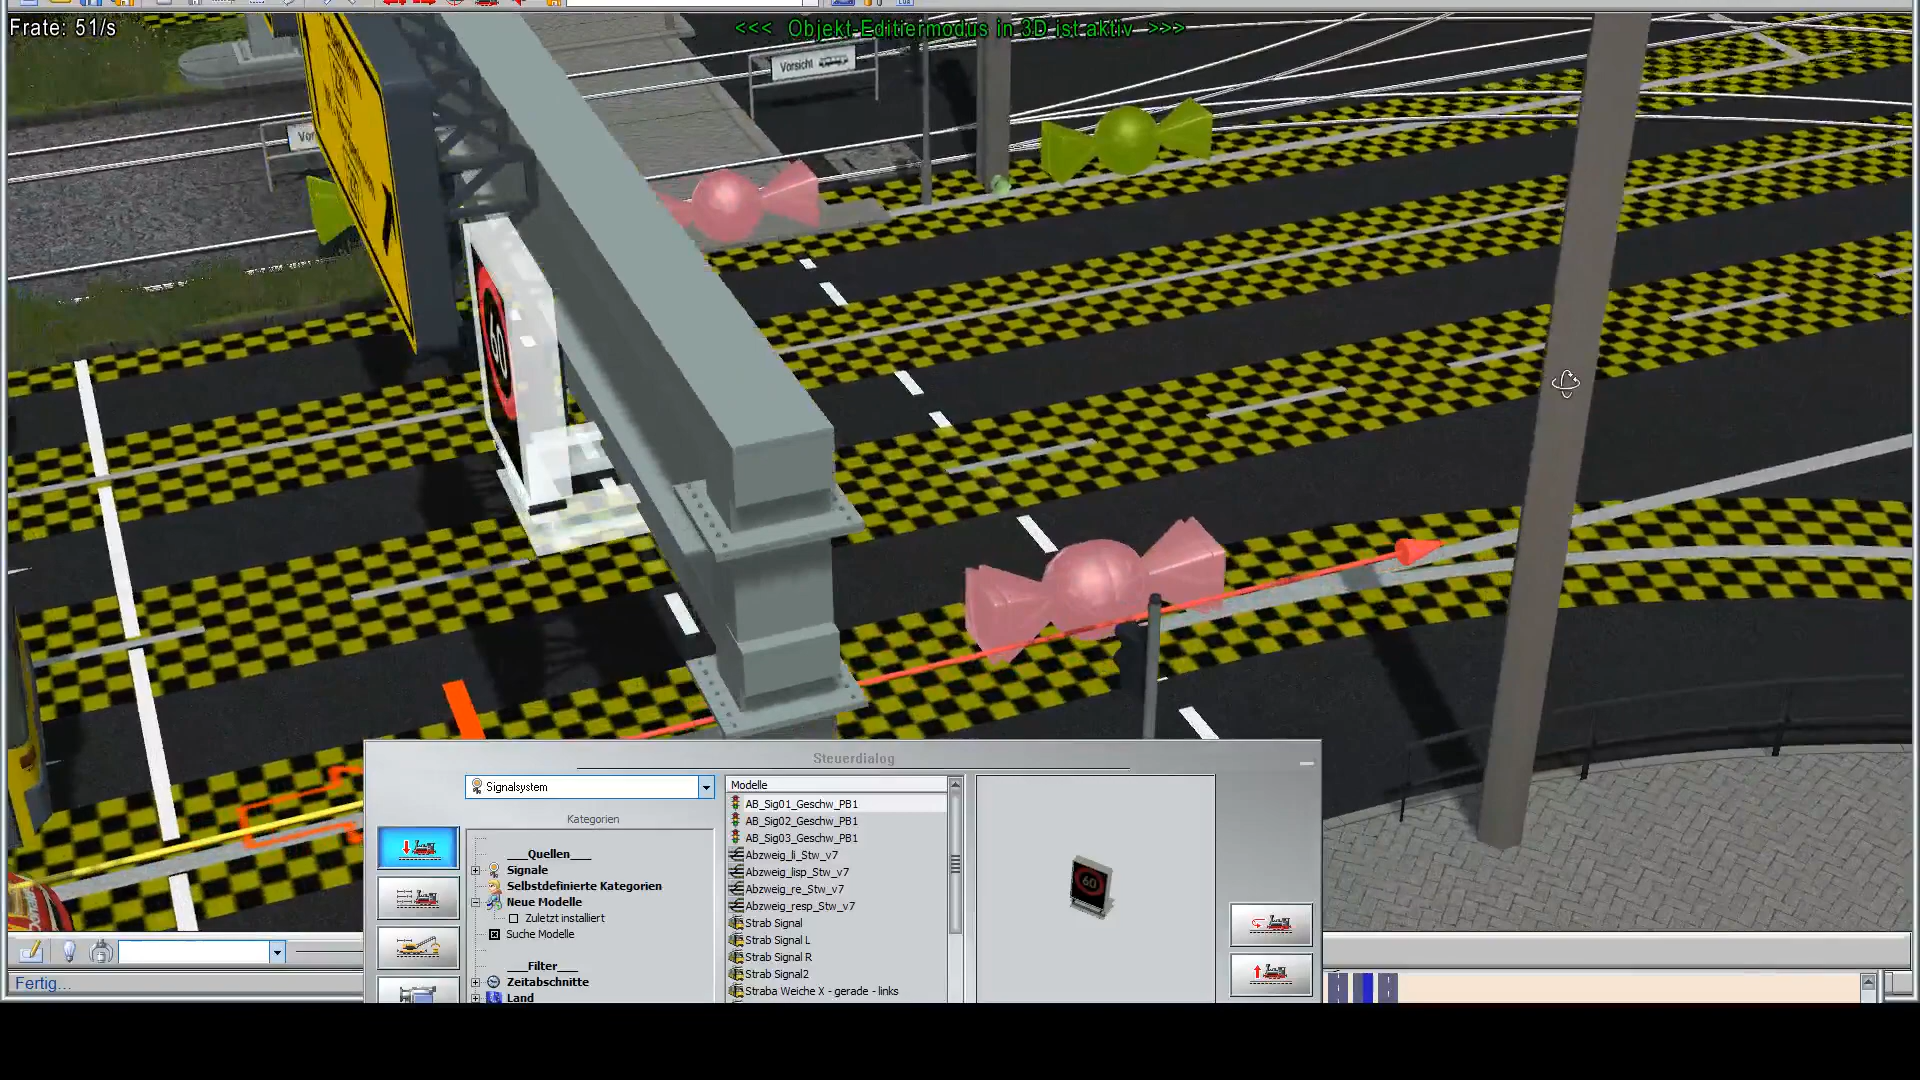 Frate: 51/s
<<< Objekt-Editiermodus in 3D ist aktiv >>>
Vorsicht
60
Steuerdialog
Signalsystem
Kategorien
___Quellen___
Signale
Selbstdefinierte Kategorien
Neue Modelle
Zuletzt installiert
Suche Modelle
___Filter___
Zeitabschnitte
Land
Modelle
AB_Sig01_Geschw_PB1
AB_Sig02_Geschw_PB1
AB_Sig03_Geschw_PB1
Abzweig_li_Stw_v7
Abzweig_lisp_Stw_v7
Abzweig_re_Stw_v7
Abzweig_resp_Stw_v7
Strab Signal
Strab Signal L
Strab Signal R
Strab Signal2
Straba Weiche X - gerade - links
60
Fertig...